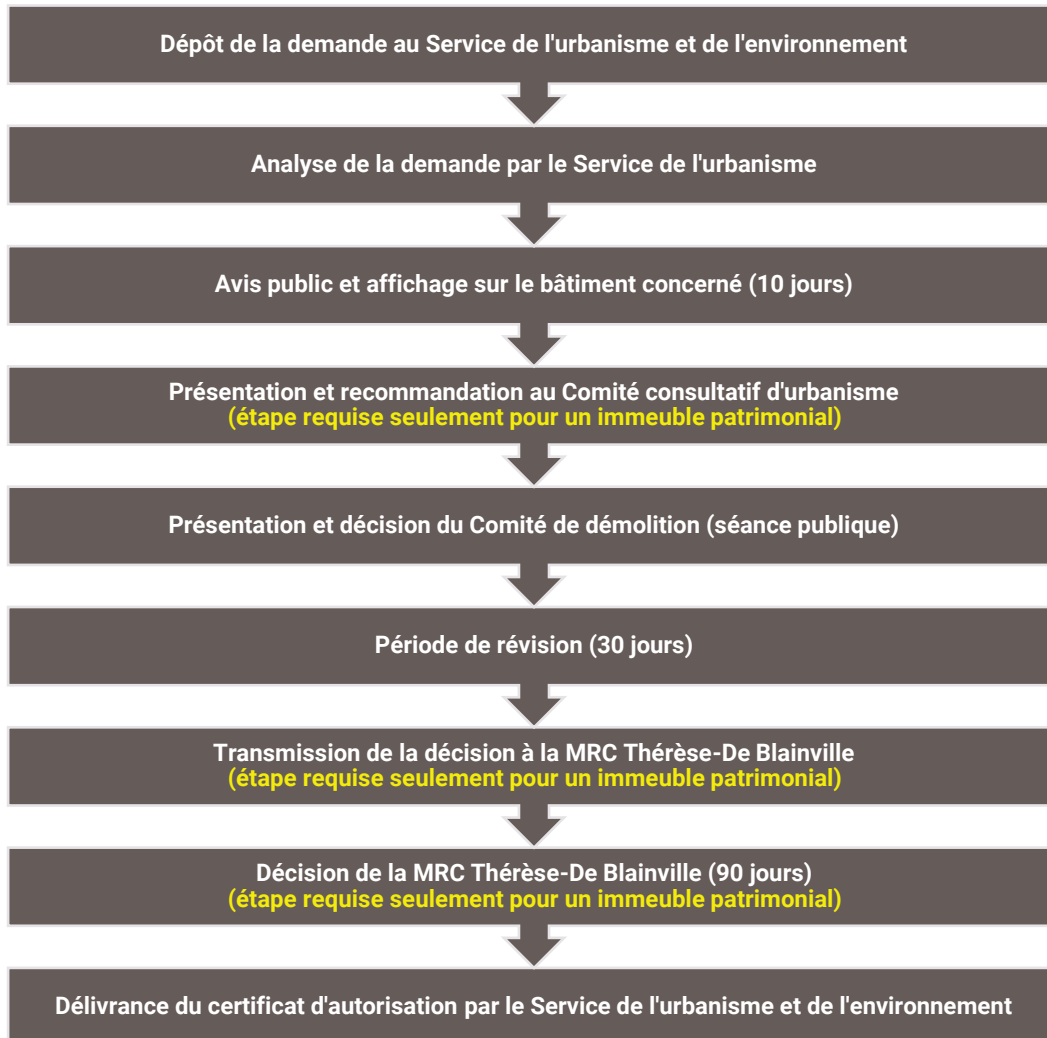 Dépôt de la demande au Service de l'urbanisme et de l'environnement
Analyse de la demande par le Service de l'urbanisme
Avis public et affichage sur le bâtiment concerné (10 jours)
Présentation et recommandation au Comité consultatif d'urbanisme
(étape requise seulement pour un immeuble patrimonial)
Présentation et décision du Comité de démolition (séance publique)
Période de révision (30 jours)
Transmission de la décision à la MRC Thérèse-De Blainville
(étape requise seulement pour un immeuble patrimonial)
Décision de la MRC Thérèse-De Blainville (90 jours)
(étape requise seulement pour un immeuble patrimonial)
Délivrance du certificat d'autorisation par le Service de l'urbanisme et de l'environnement